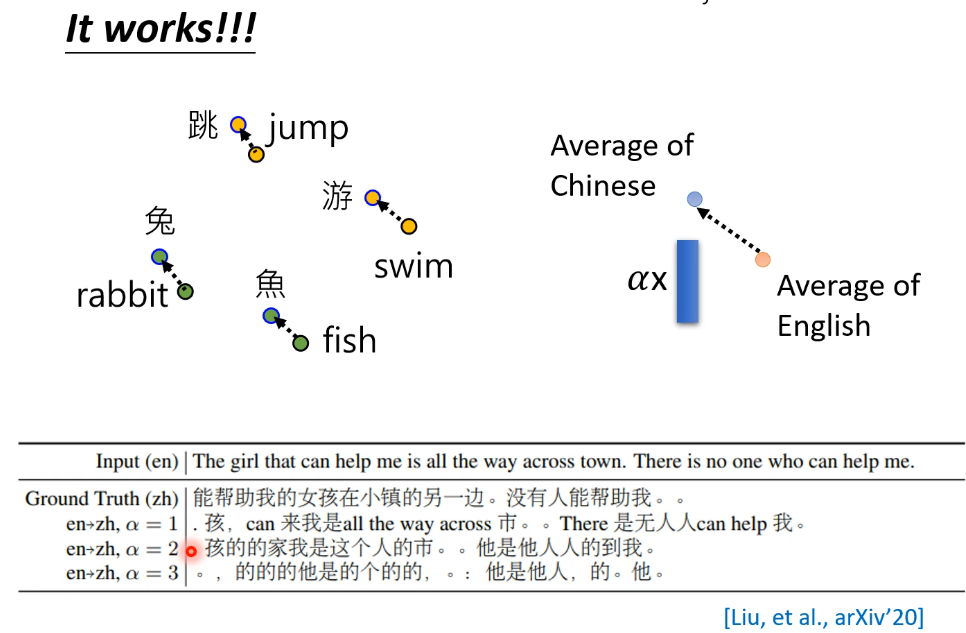 It works!!!
跳
jump
游
swim
兔
rabbit
魚
fish
Average of
Chinese
αx
Average of
English
Input (en) | The girl that can help me is all the way across town. There is no one who can help me.
Ground Truth (zh) | 能帮助我的女孩在小镇的另一边。没有人能帮助我。。
en→zh, α = 1 | . 孩, can 来我是all the way across 市。。There 是无人人can help 我。
en→zh, α = 2 孩的的家我是这个人的市。。他是他人人的到我。
en→zh, α = 3 | 。, 的的的他是的个的的, 。: 他是他人, 的。他。
[Liu, et al., arXiv'20]